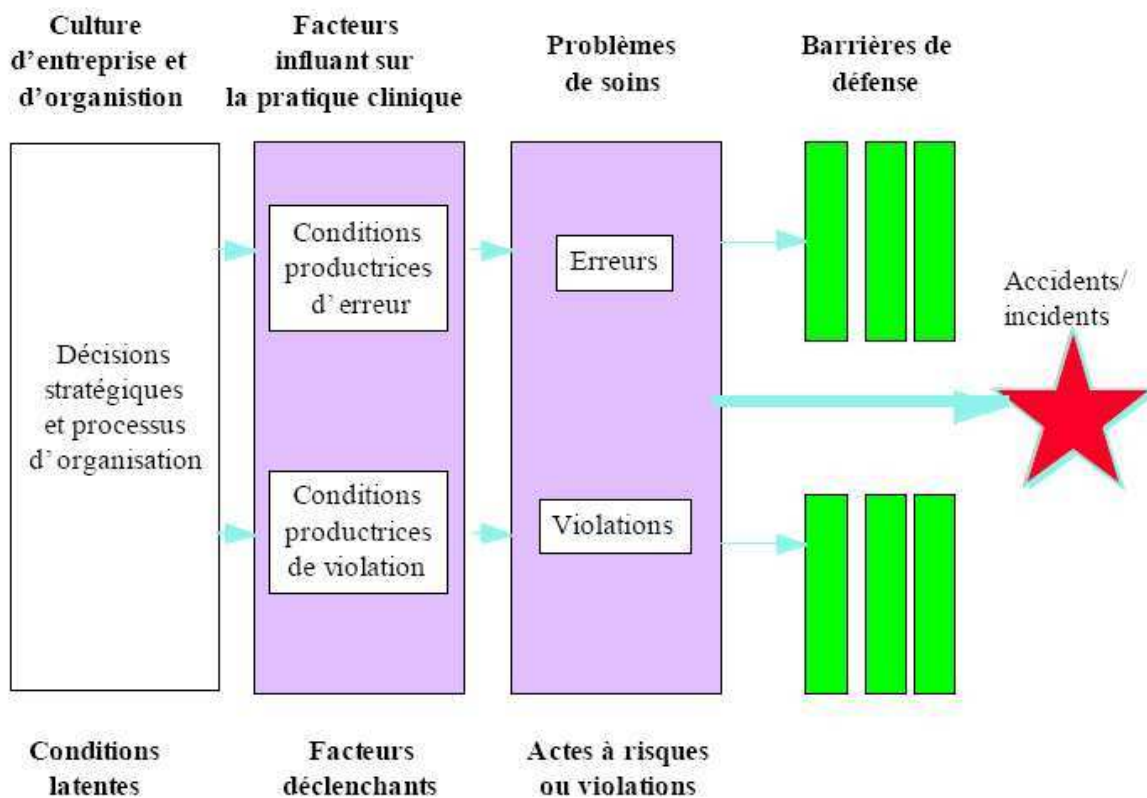 Culture
d’entreprise et
d’organistion
Facteurs
influant sur
la pratique clinique
Problèmes
de soins
Barrières de
défense
Décisions
stratégiques
et processus
d’organisation
Conditions
productrices
d’erreur
Erreurs
Accidents/
incidents
Conditions
productrices
de violation
Violations
Conditions
latentes
Facteurs
déclenchants
Actes à risques
ou violations